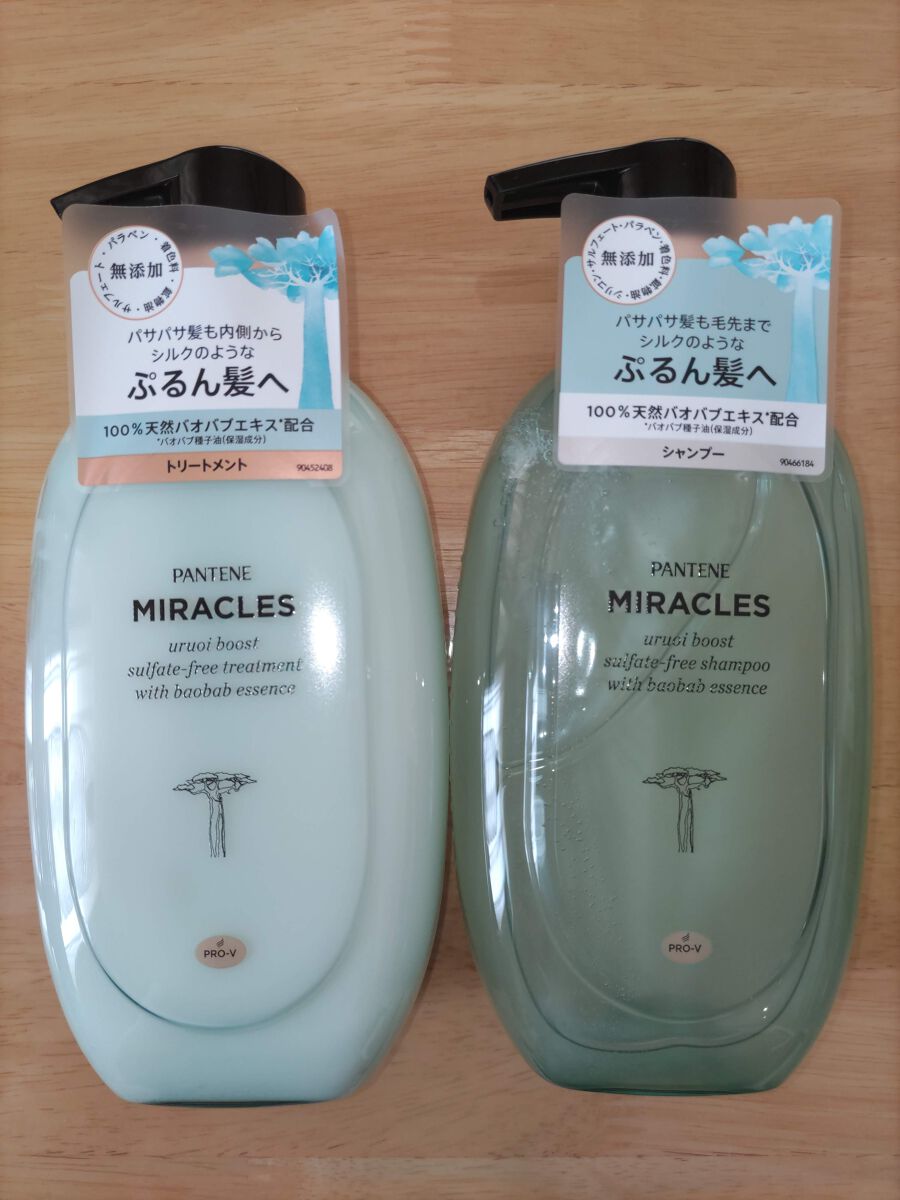 サルフェート・パラベン・着色料・鉱物油・
無添加
パサパサ髪も内側から
シルクのような
ぷるん髪へ
100%天然バオバブエキス*配合
*バオバブ種子油(保湿成分)
トリートメント
90452408
PANTENE
MIRACLES
uruoi boost
sulfate-free treatment
with baobab essence
PRO-V
シリコン・サルフェート・パラベン・着色料・鉱物油・
無添加
パサパサ髪も毛先まで
シルクのような
ぷるん髪へ
100%天然バオバブエキス*配合
*バオバブ種子油(保湿成分)
シャンプー
90466184
PANTENE
MIRACLES
uruoi boost
sulfate-free shampoo
with baobab essence
PRO-V